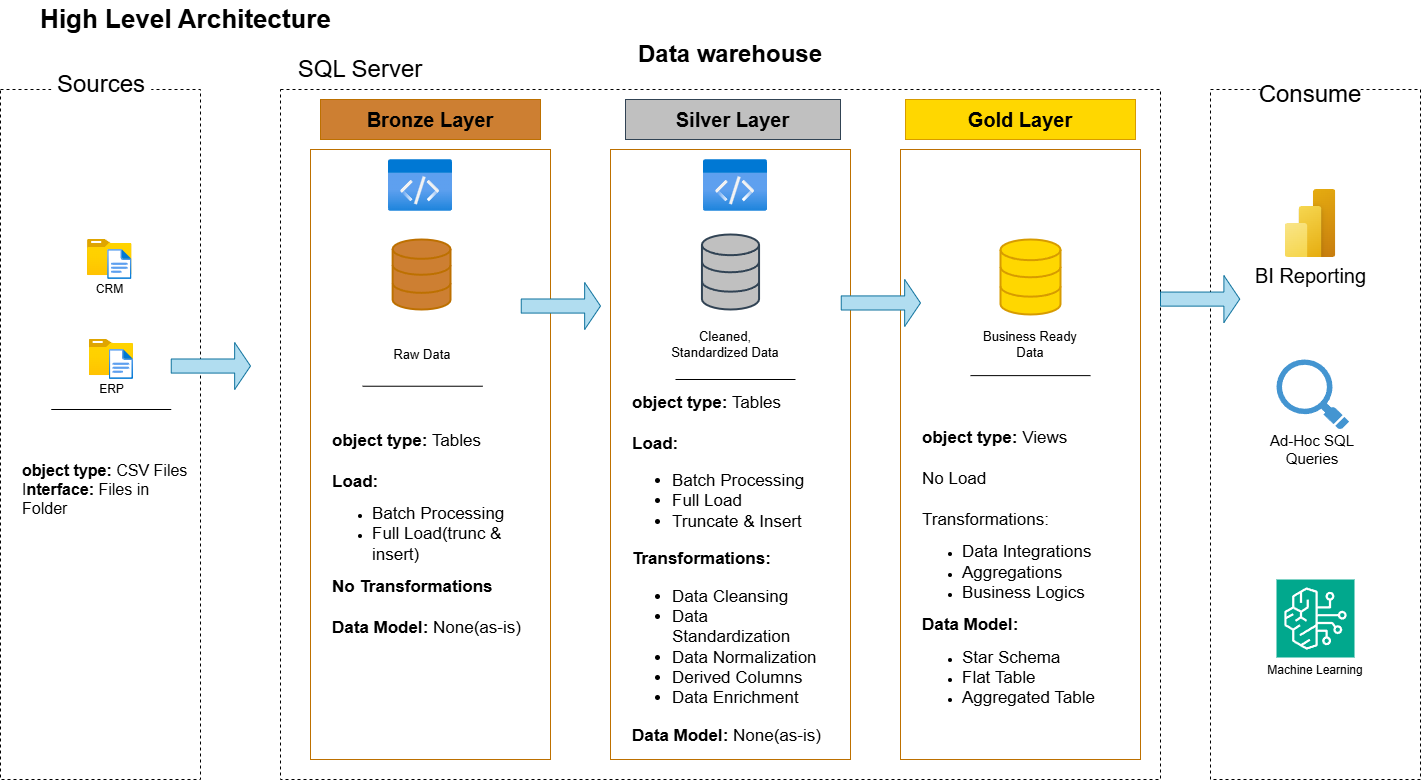 High Level Architecture
Data warehouse
Sources
SQL Server
Consume
CRM
ERP
object type: CSV Files
Interface: Files in
Folder
Bronze Layer
Raw Data
object type: Tables
Load:
Batch Processing
Full Load(trunc &
insert)
No Transformations
Data Model: None(as-is)
Silver Layer
Cleaned,
Standardized Data
object type: Tables
Load:
Batch Processing
Full Load
Truncate & Insert
Transformations:
Data Cleansing
Data
Standardization
Data Normalization
Derived Columns
Data Enrichment
Data Model: None(as-is)
Gold Layer
Business Ready
Data
object type: Views
No Load
Transformations:
Data Integrations
Aggregations
Business Logics
Data Model:
Star Schema
Flat Table
Aggregated Table
BI Reporting
Ad-Hoc SQL
Queries
Machine Learning